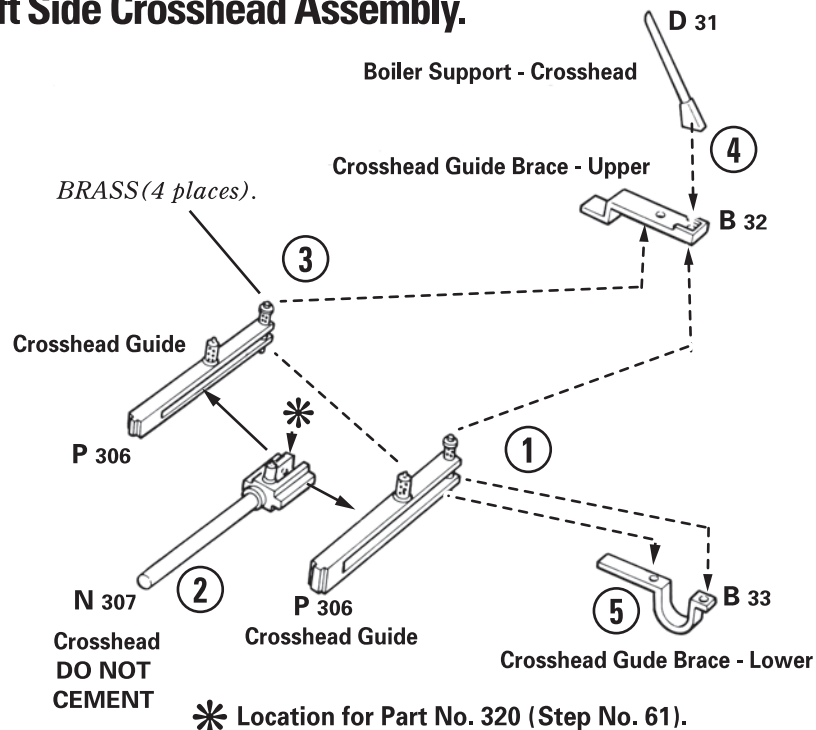 ft Side Crosshead Assembly.
D 31
Boiler Support - Crosshead
4
Crosshead Guide Brace - Upper
BRASS(4 places).
B 32
3
Crosshead Guide
P 306
1
N 307
2
P 306
Crosshead Guide
Crosshead
DO NOT
CEMENT
5
B 33
Crosshead Gude Brace - Lower
Location for Part No. 320 (Step No. 61).